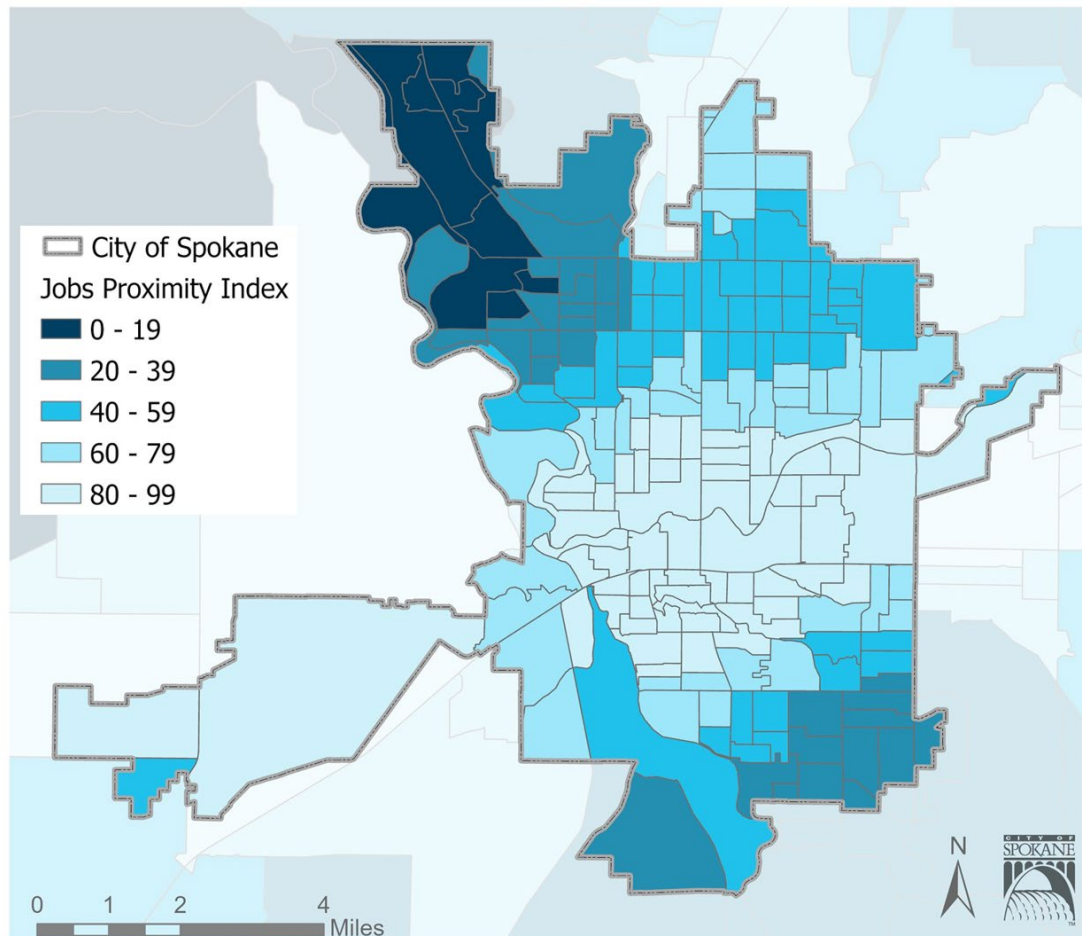 City of Spokane
Jobs Proximity Index
0 - 19
20 - 39
40 - 59
60 - 79
80 - 99
0 1 2 4
Miles
N
CITY OF
SPOKANE
TM